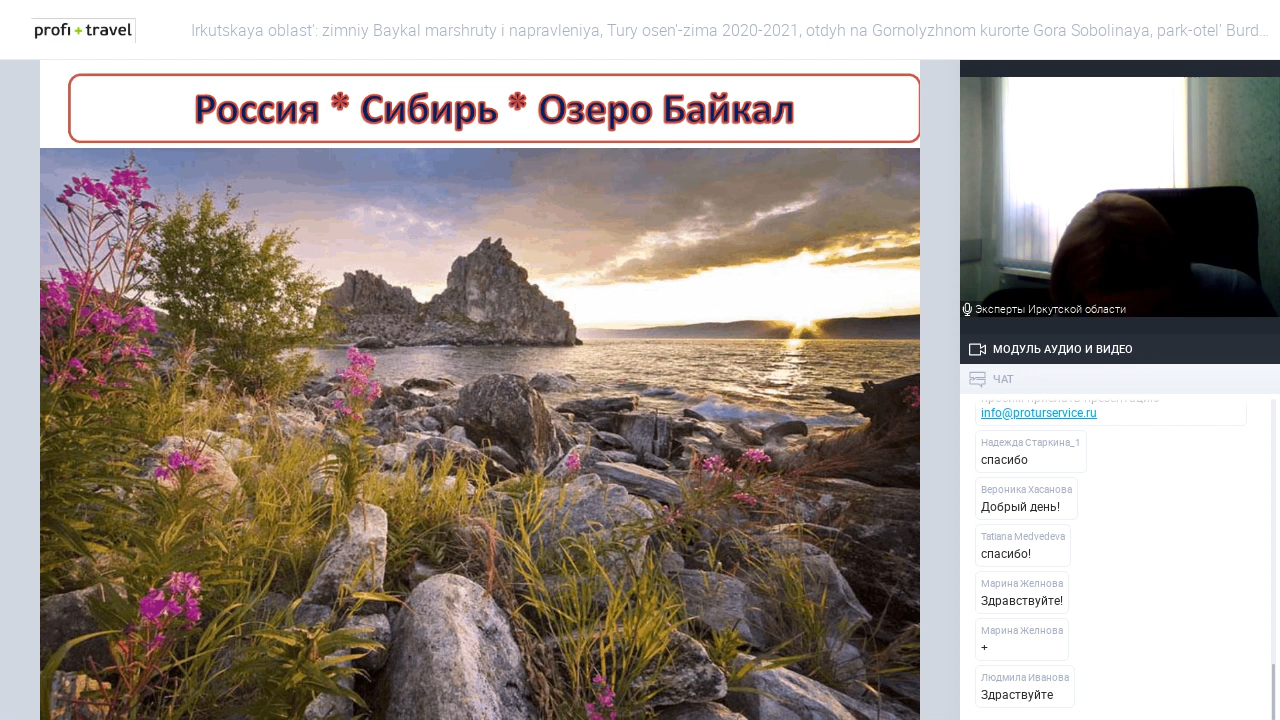 profi + travel
Irkutskaya oblast': zimniy Baykal marshruty i napravleniya, Tury osen'-zima 2020-2021, otdyh na Gornolyzhnom kurorte Gora Sobolinaya, park-otel' Burd...
Россия * Сибирь * Озеро Байкал
Эксперты Иркутской области
МОДУЛЬ АУДИО И ВИДЕО
ЧАТ
info@proturservice.ru
Надежда Старкина_1
спасибо
Вероника Хасанова
Добрый день!
Tatiana Medvedeva
спасибо!
Марина Желнова
Здравствуйте!
Марина Желнова
+
Людмила Иванова
Здраствуйте